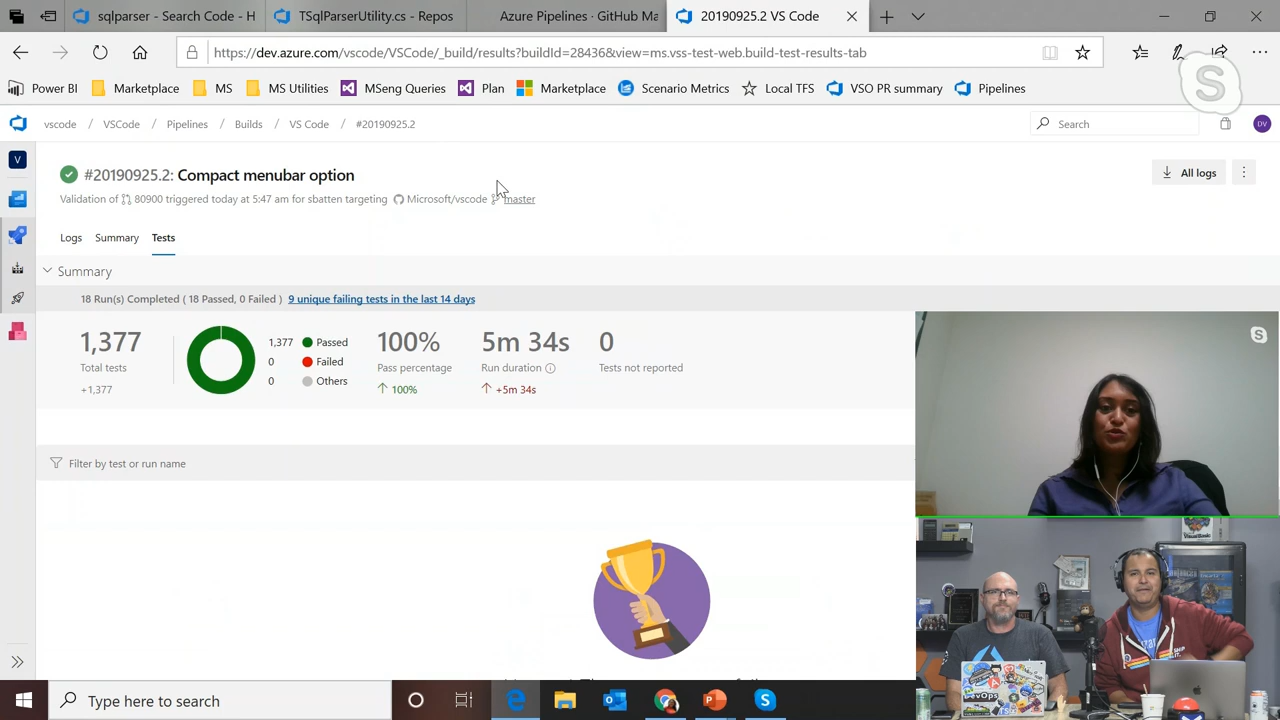 sqlparser - Search Code - H
TSqlParserUtility.cs - Repos
Azure Pipelines · GitHub Ma
20190925.2 VS Code
https://dev.azure.com/vscode/VSCode/_build/results?buildId=28436&view=ms.vss-test-web.build-test-results-tab
Power BI
Marketplace
MS
MS Utilities
MSeng Queries
Plan
Marketplace
Scenario Metrics
Local TFS
VSO PR summary
Pipelines
vscode / VSCode / Pipelines / Builds / VS Code / #20190925.2
Search
DV
V
#20190925.2: Compact menubar option
All logs
Validation of 80900 triggered today at 5:47 am for sbatten targeting Microsoft/vscode master
Logs
Summary
Tests
Summary
18 Run(s) Completed ( 18 Passed, 0 Failed ) 9 unique failing tests in the last 14 days
1,377
Total tests
+1,377
1,377 Passed
0 Failed
0 Others
100%
Pass percentage
100%
5m 34s
Run duration
+5m 34s
0
Tests not reported
Filter by test or run name
DevOps
Type here to search